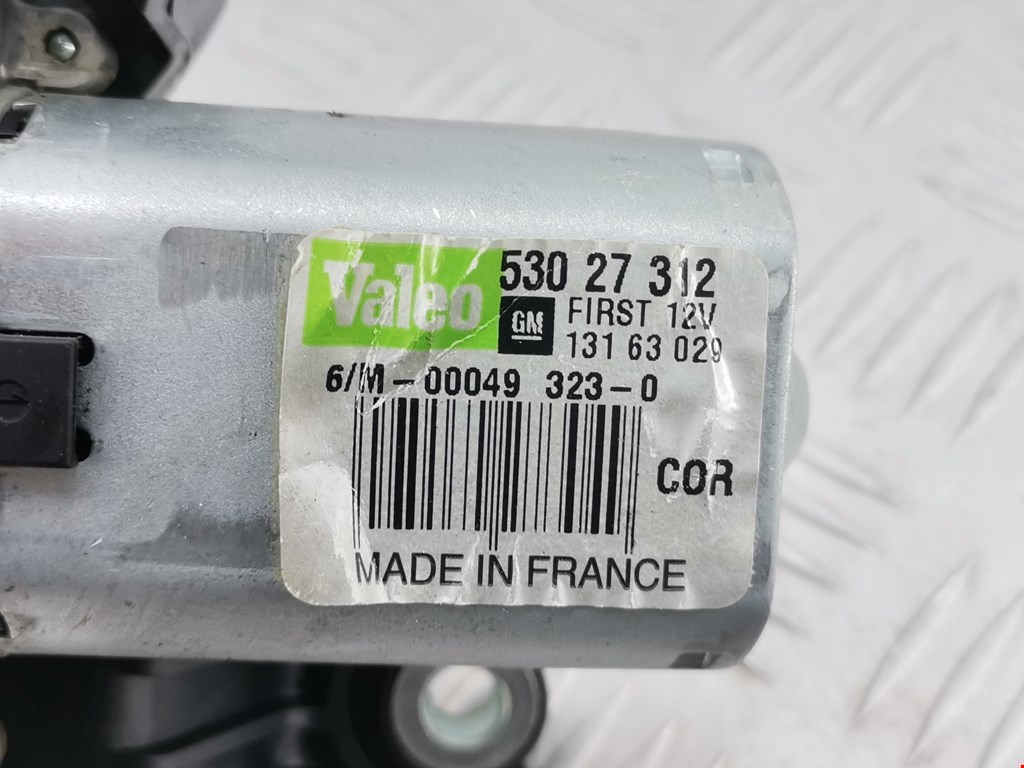 Valeo 530 27 312
GM FIRST 12V
131 63 029
6/M-00049 323-0
COR
MADE IN FRANCE